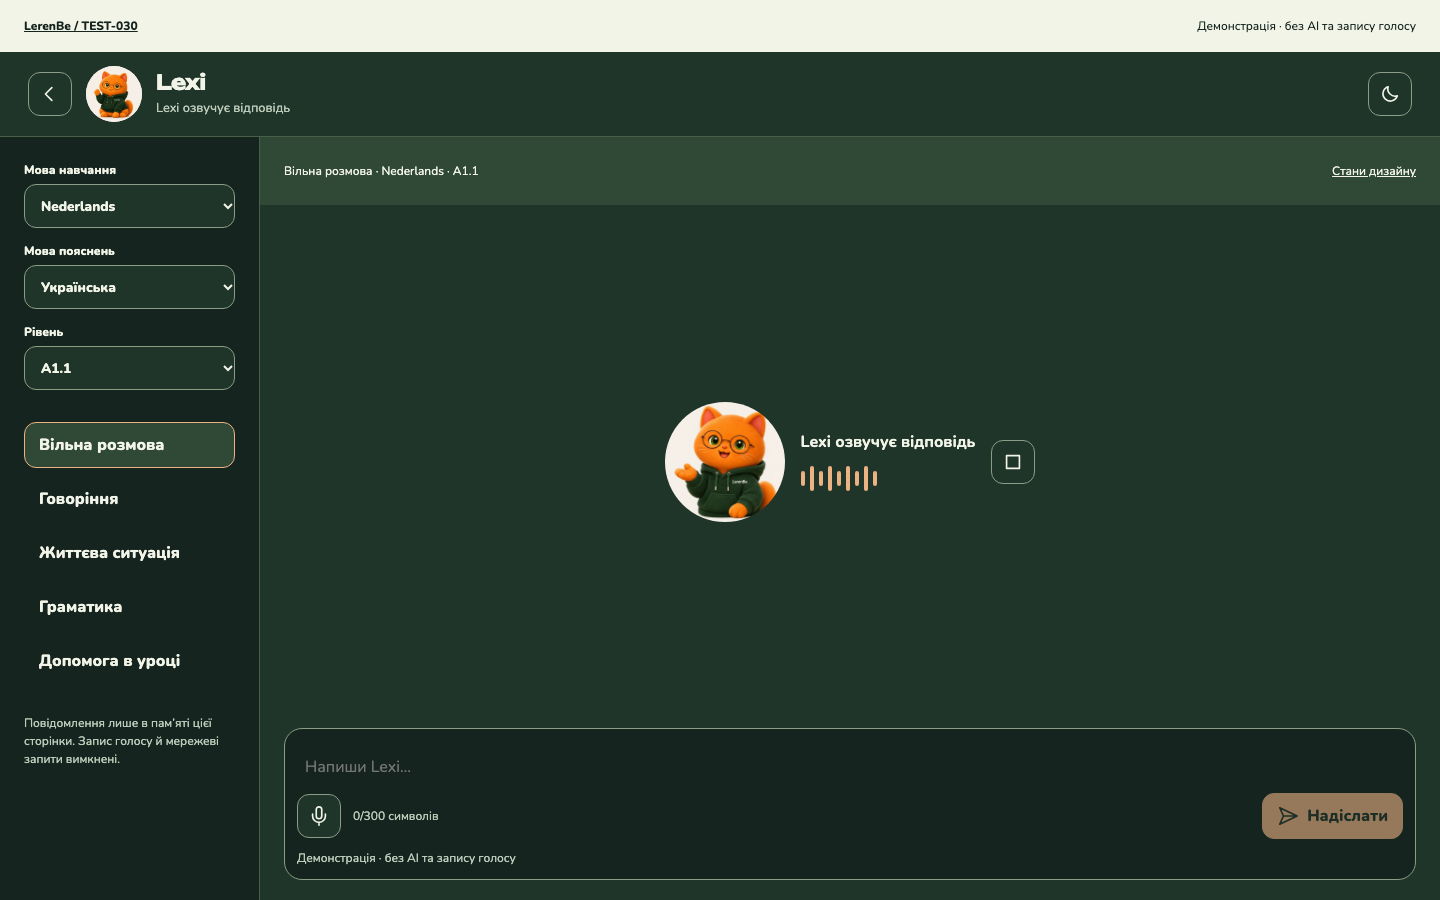 LerenBe / TEST-030
Демонстрація · без AI та запису голосу
Lexi
Lexi озвучує відповідь
Мова навчання
Nederlands
Мова пояснень
Українська
Рівень
A1.1
Вільна розмова
Говоріння
Життєва ситуація
Граматика
Допомога в уроці
Повідомлення лише в пам'яті цієї
сторінки. Запис голосу й мережеві
запити вимкнені.
Вільна розмова · Nederlands · A1.1
Стани дизайну
LerenBe
Lexi озвучує відповідь
Напиши Lexi...
0/300 символів
Надіслати
Демонстрація · без AI та запису голосу